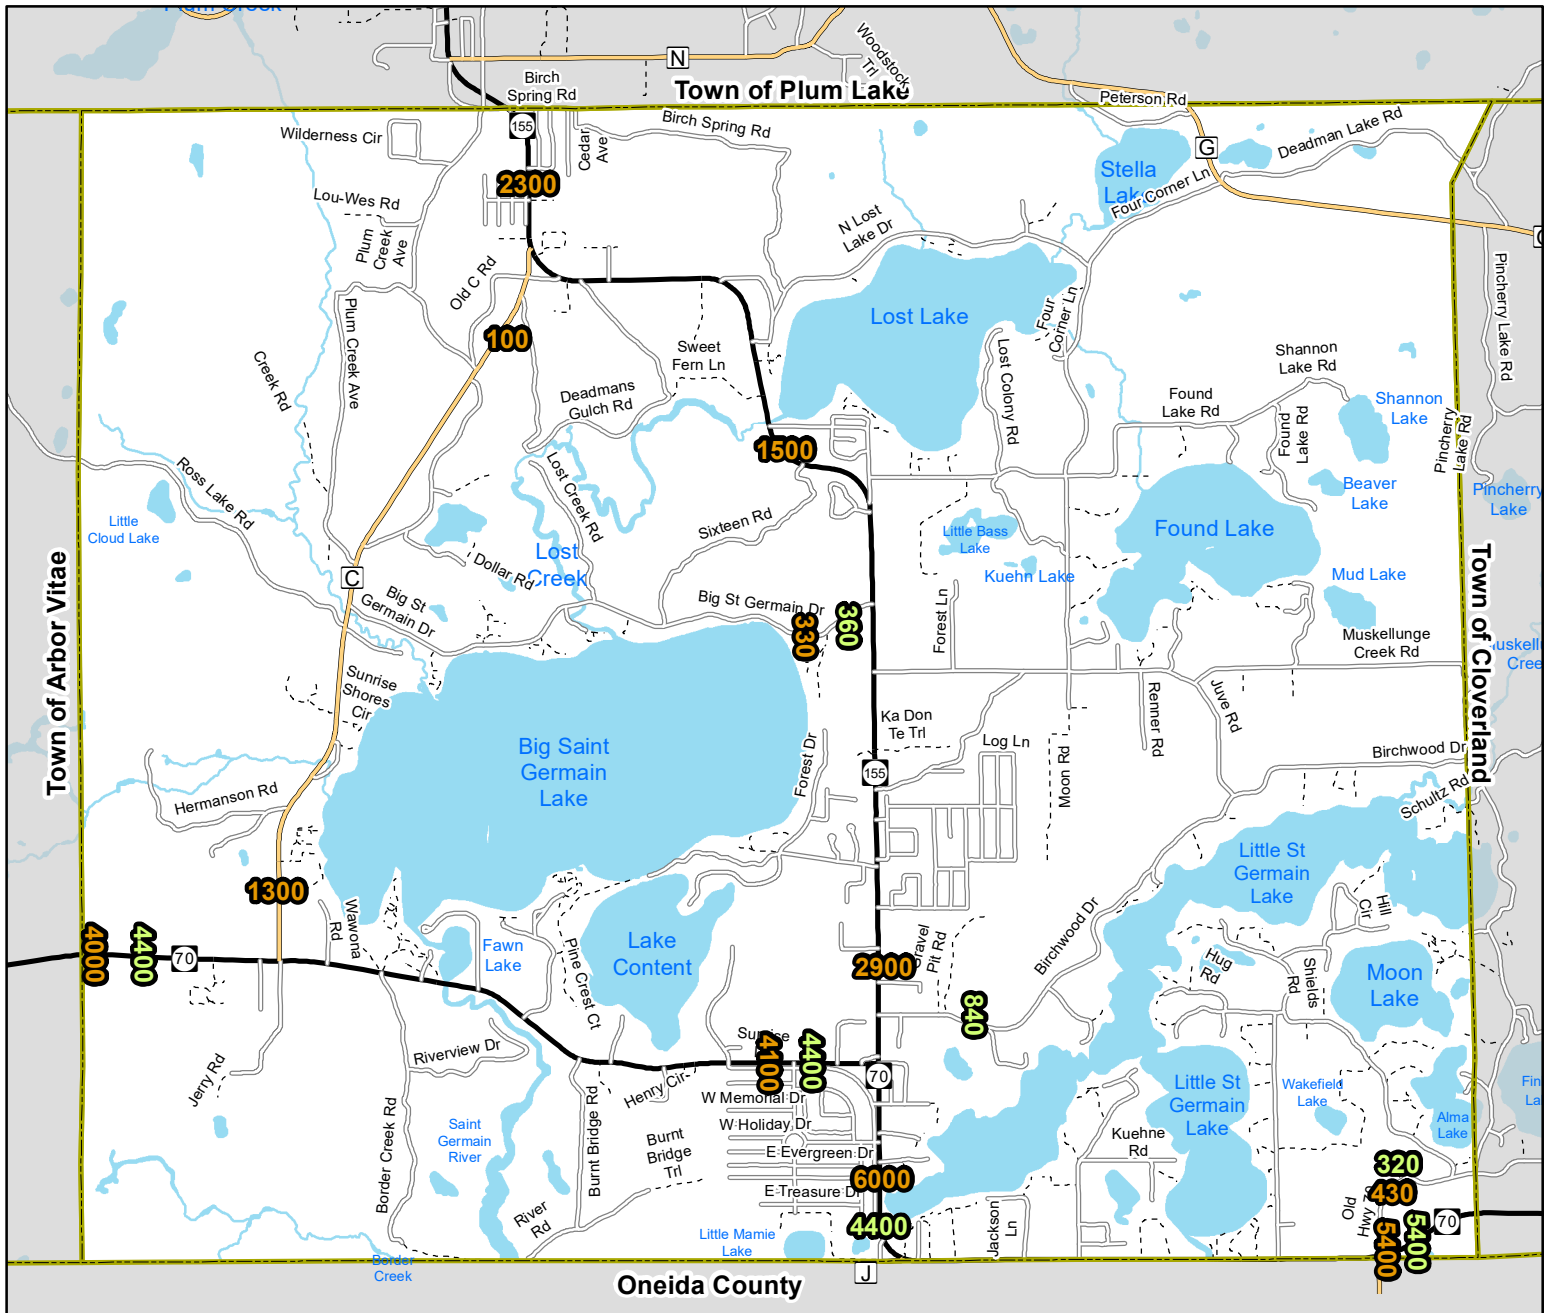 Plum Creek
N
Woodstock
Trl
Birch
Spring Rd
Town of Plum Lake
Peterson Rd
155
Wilderness Cir
Cedar
Ave
Birch Spring Rd
G
Deadman Lake Rd
2300
Stella
Lake
Four Corner Ln
Lou-Wes Rd
Plum
Creek
Ave
N Lost
Lake Dr
Old C Rd
Pincherry Lake Rd
Lost Lake
Four
Corner Ln
100
Plum Creek Ave
Creek Rd
Sweet
Fern Ln
Deadmans
Gulch Rd
Lost Colony Rd
Shannon
Lake Rd
Found
Lake Rd
Shannon
Lake
Found
Lake Rd
Pincherry
Lake Rd
1500
Ross Lake Rd
Lost Creek Rd
Beaver
Lake
Pincherry
Lake
Little
Cloud Lake
Sixteen Rd
Little Bass
Lake
Found Lake
Lost
Creek
Dollar Rd
Kuehn Lake
Mud Lake
C
Town of Arbor Vitae
Town of Cloverland
Big St
Germain Dr
Big St Germain Dr
330
360
Forest Ln
Muskellunge
Creek Rd
Sunrise
Shores
Cir
Renner Rd
Juve Rd
Ka Don
Te Trl
Log Ln
Big Saint
Germain
Lake
Forest Dr
155
Moon Rd
Birchwood Dr
Schultz Rd
Hermanson Rd
Little St
Germain
Lake
1300
Wawona
Rd
Hill
Cir
4000
4400
70
Fawn
Lake
Pine Crest Ct
Lake
Content
2900
Gravel
Pit Rd
Birchwood Dr
Hug
Rd
Shields
Rd
Moon
Lake
840
Sunrise
4100
4400
Riverview Dr
Jerry Rd
Henry Cir
70
W Memorial Dr
Little St
Germain
Lake
Wakefield
Lake
Alma
Lake
Border Creek Rd
Saint
Germain
River
Burnt Bridge Rd
Burnt
Bridge
Trl
W Holiday Dr
E Evergreen Dr
Kuehne
Rd
320
6000
430
E Treasure Dr
River
Rd
Jackson
Ln
Old
Hwy 70
4400
5400
5400
70
Little Mamie
Lake
Border
Creek
J
Oneida County